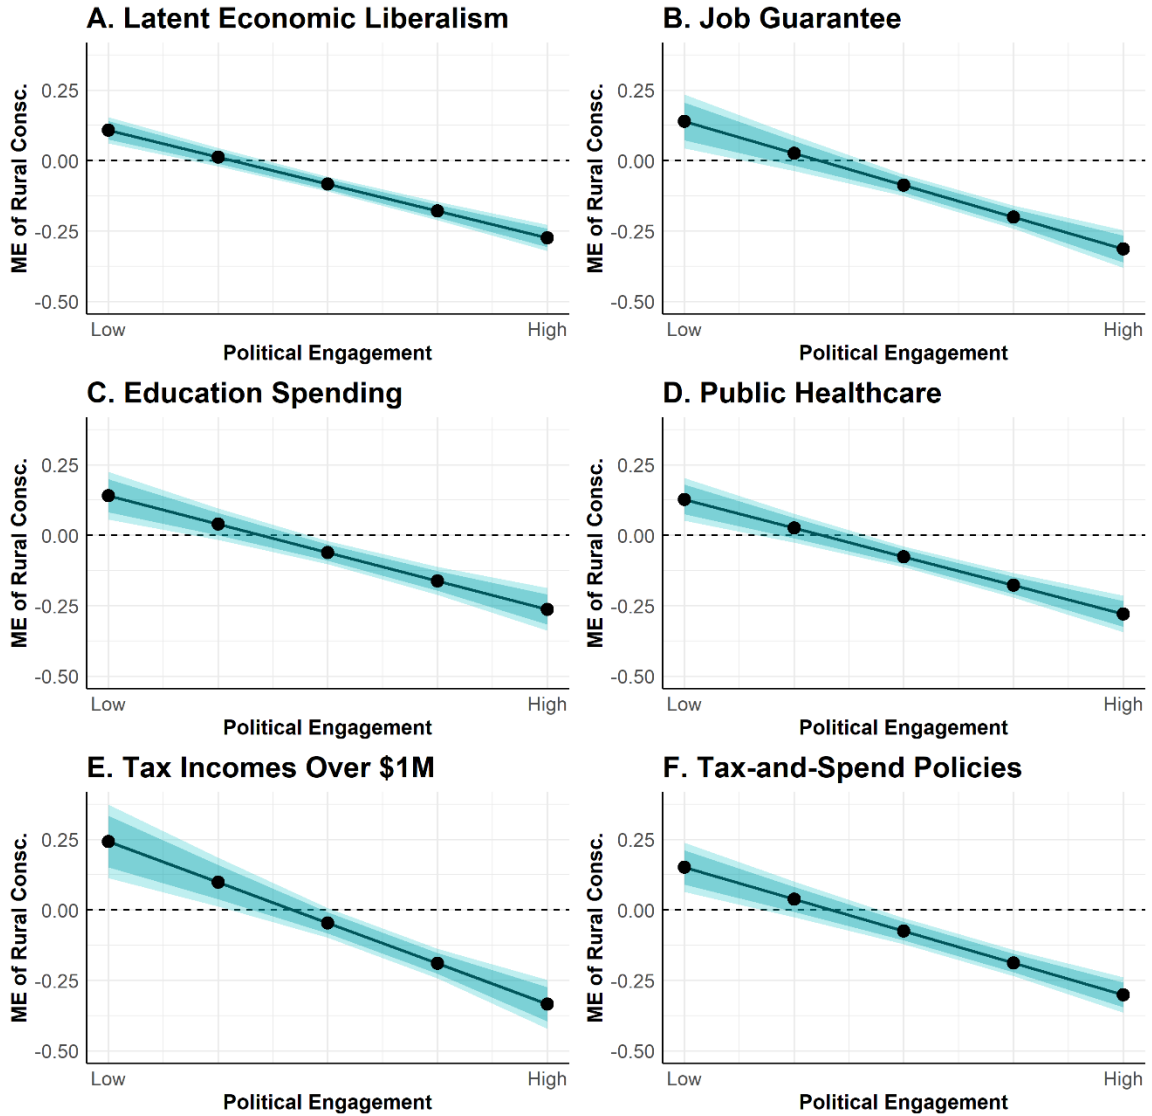 A. Latent Economic Liberalism
ME of Rural Consc.
0.25
0.00
-0.25
-0.50
Low
High
Political Engagement
B. Job Guarantee
ME of Rural Consc.
0.25
0.00
-0.25
-0.50
Low
High
Political Engagement
C. Education Spending
ME of Rural Consc.
0.25
0.00
-0.25
-0.50
Low
High
Political Engagement
D. Public Healthcare
ME of Rural Consc.
0.25
0.00
-0.25
-0.50
Low
High
Political Engagement
E. Tax Incomes Over $1M
ME of Rural Consc.
0.25
0.00
-0.25
-0.50
Low
High
Political Engagement
F. Tax-and-Spend Policies
ME of Rural Consc.
0.25
0.00
-0.25
-0.50
Low
High
Political Engagement